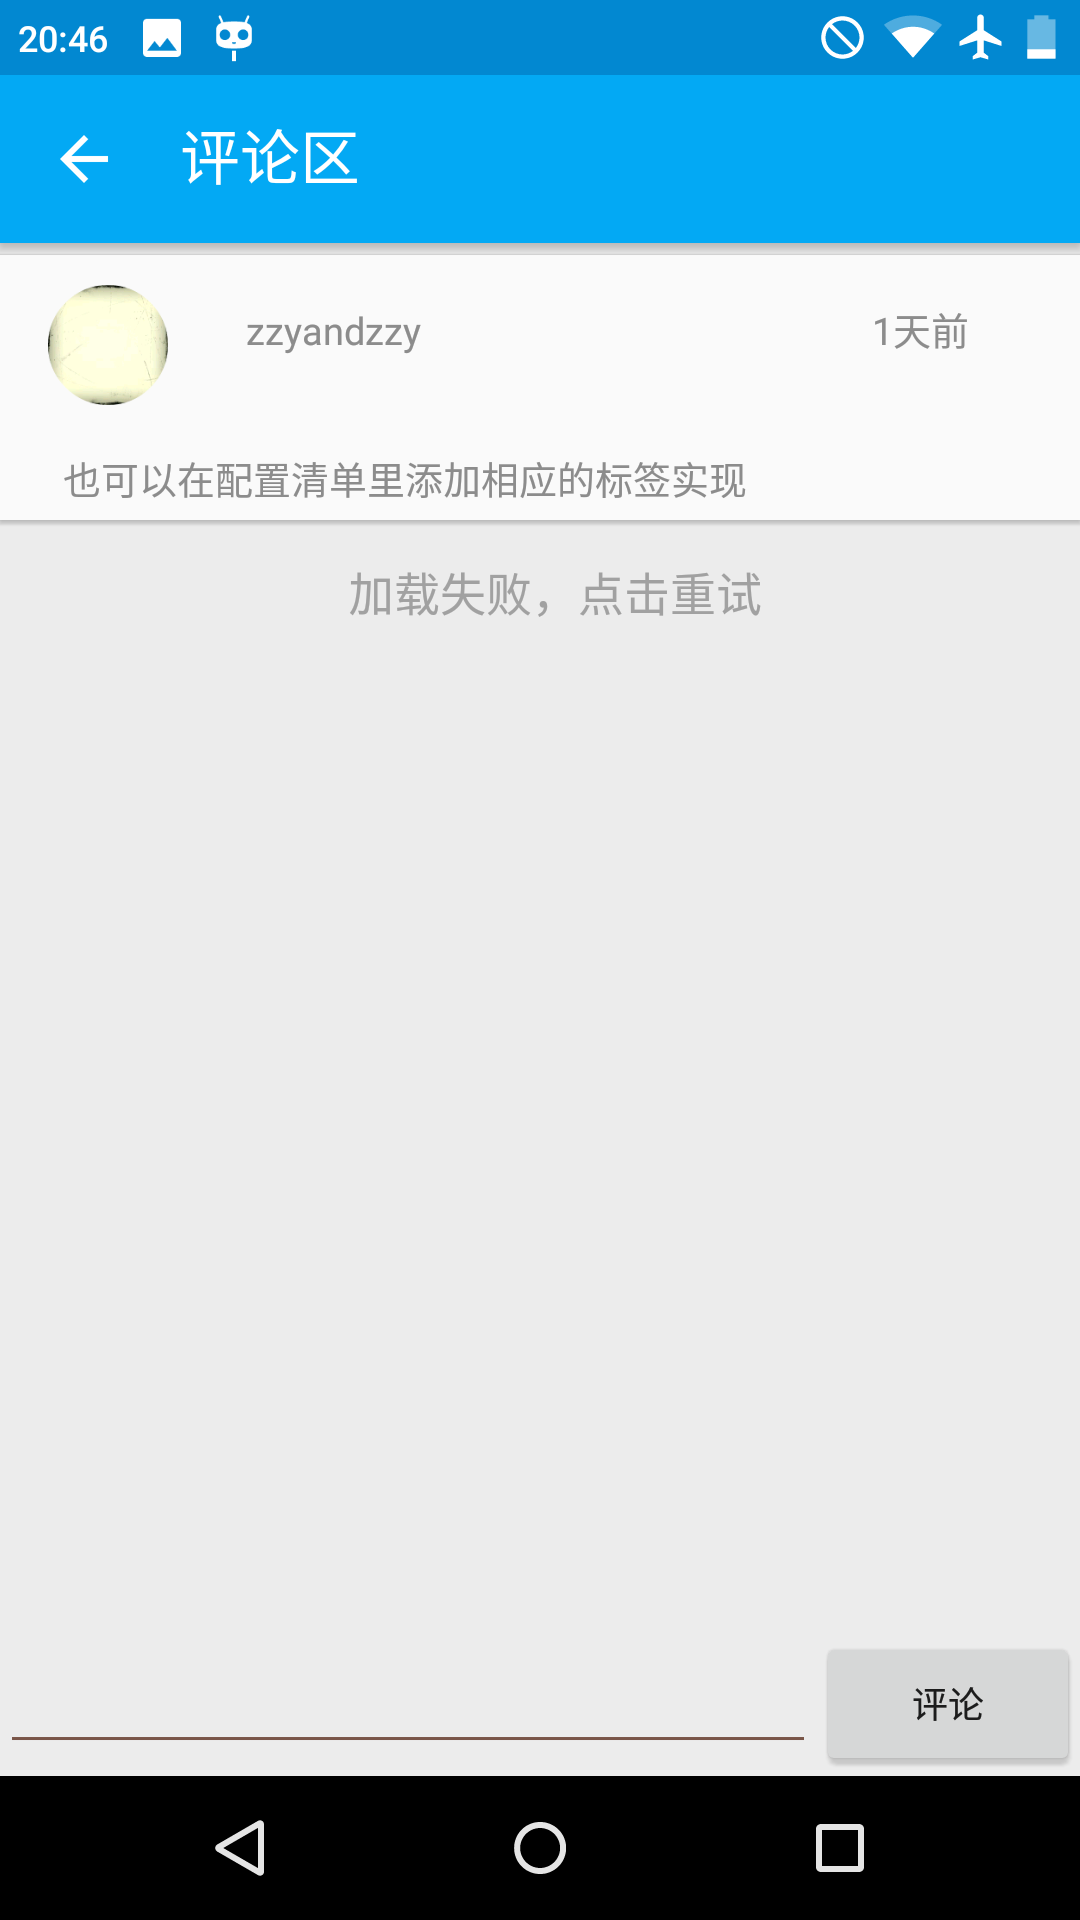 20:46
评论区
zzyandzzy
1天前
也可以在配置清单里添加相应的标签实现
加载失败，点击重试
评论